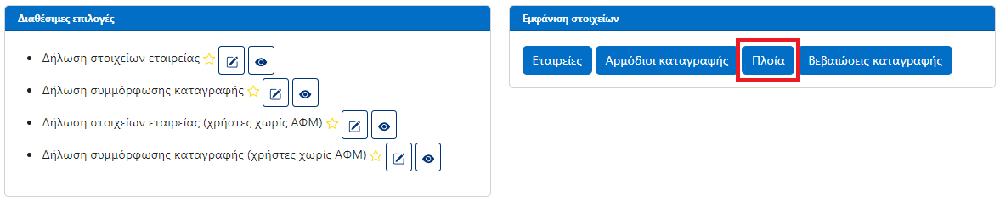 Διαθέσιμες επιλογές
Δήλωση στοιχείων εταιρείας
Δήλωση συμμόρφωσης καταγραφής
Δήλωση στοιχείων εταιρείας (χρήστες χωρίς ΑΦΜ)
Δήλωση συμμόρφωσης καταγραφής (χρήστες χωρίς ΑΦΜ)
Εμφάνιση στοιχείων
Εταιρείες Αρμόδιοι καταγραφής Πλοία Βεβαιώσεις καταγραφής